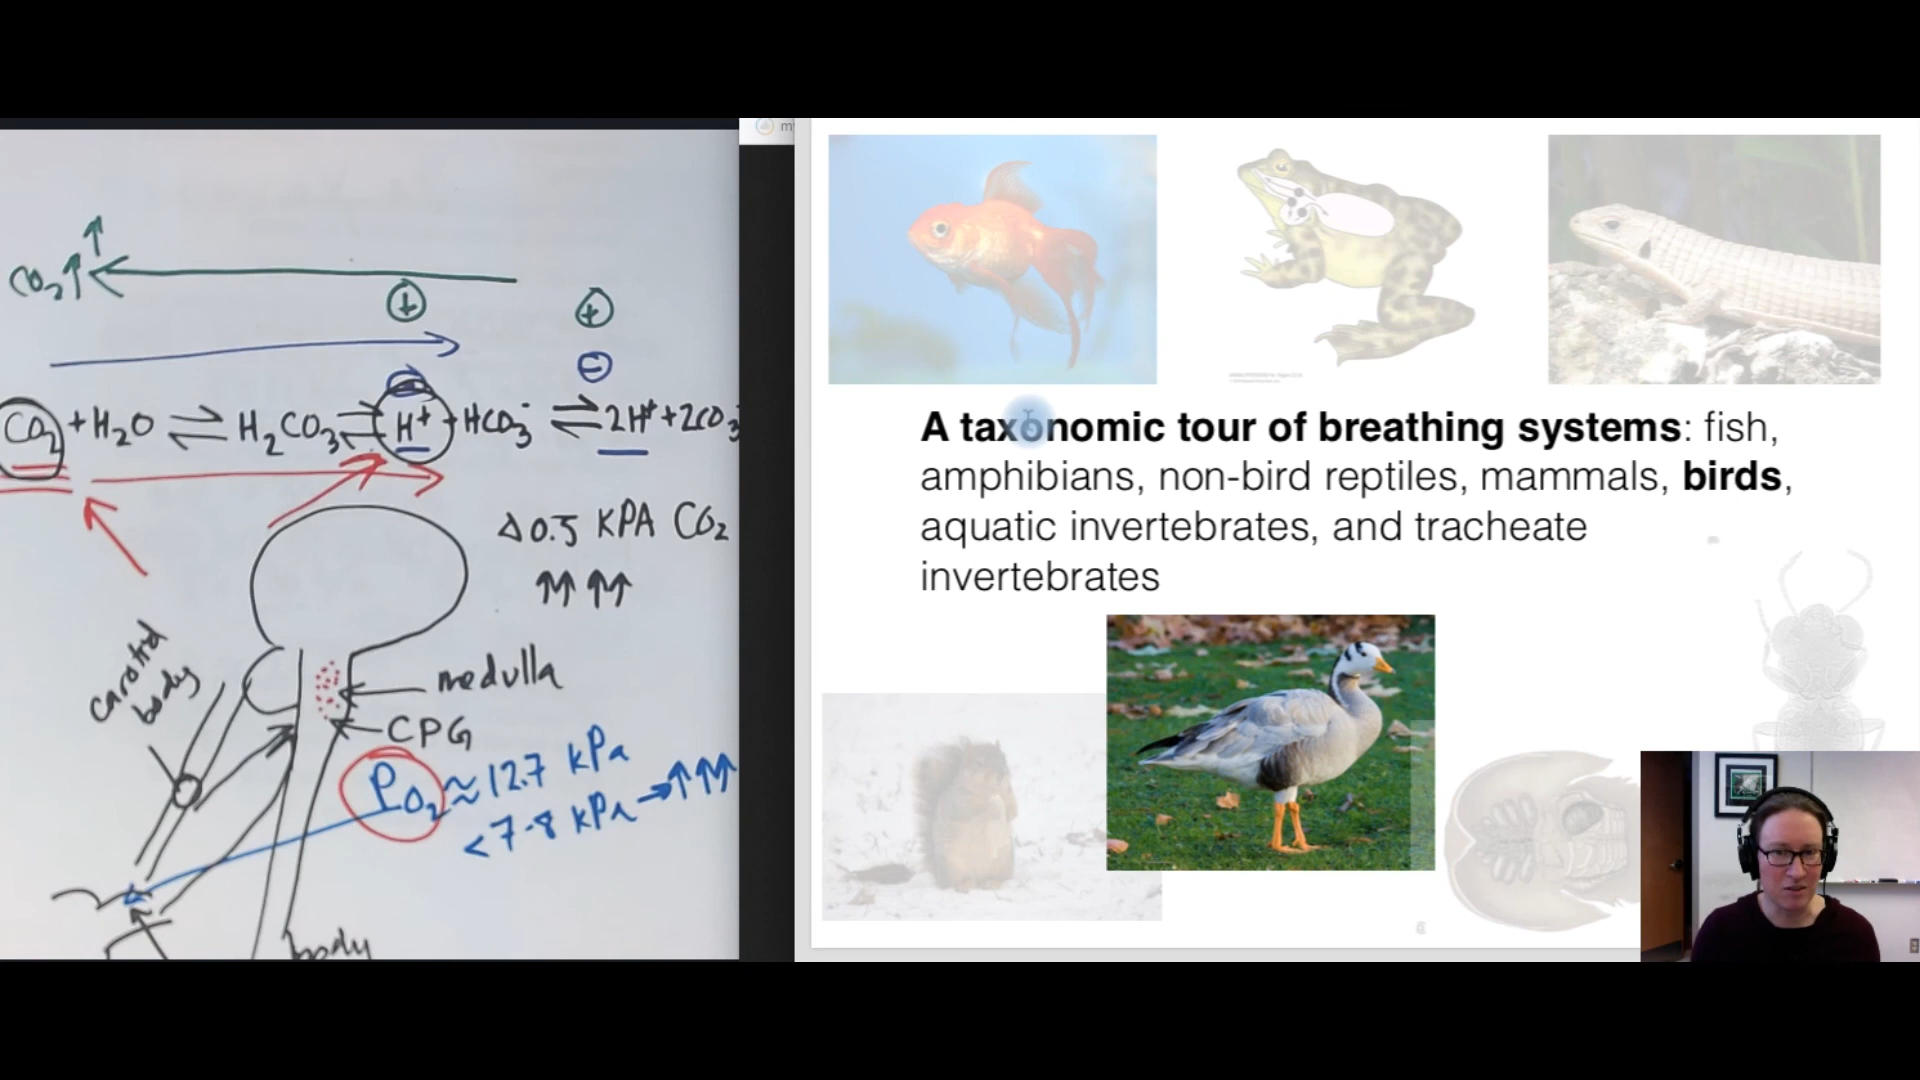 CO₂↑↑
CO₂ + H₂O ⇌ H₂CO₃ ⇌ H⁺ + HCO₃⁻ ⇌ 2H⁺ + 2CO₃
Δ0.5 KPA CO₂
↑↑ ↑↑
carotid
body
medulla
CPG
PO₂ ≈ 12.7 kPa
< 7-8 kPa → ↑↑↑
body
m
A taxonomic tour of breathing systems: fish,
amphibians, non-bird reptiles, mammals, birds,
aquatic invertebrates, and tracheate
invertebrates